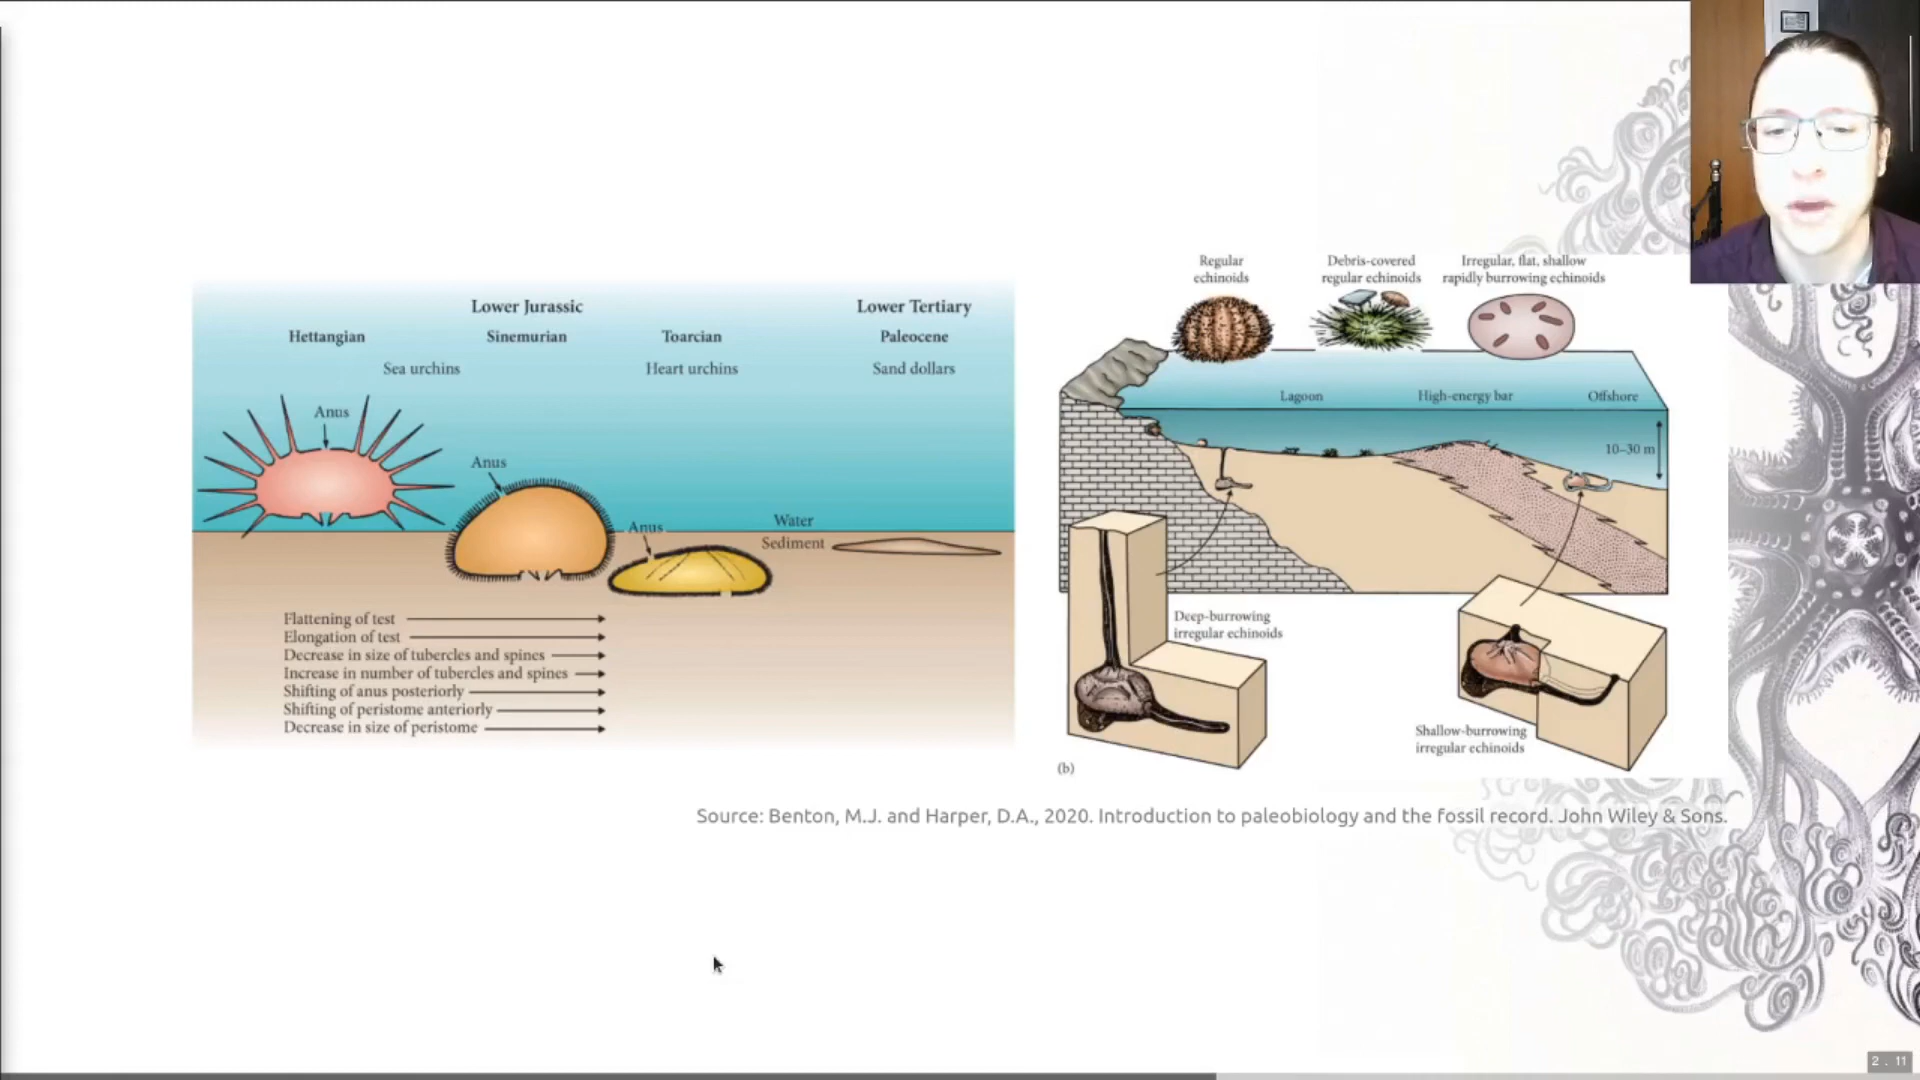 Lower Jurassic
Lower Tertiary
Hettangian
Sinemurian
Toarcian
Paleocene
Sea urchins
Heart urchins
Sand dollars
Anus
Anus
Anus
Water
Sediment
Flattening of test
Elongation of test
Decrease in size of tubercles and spines
Increase in number of tubercles and spines
Shifting of anus posteriorly
Shifting of peristome anteriorly
Decrease in size of peristome
Regular
echinoids
Debris-covered
regular echinoids
Irregular, flat, shallow
rapidly burrowing echinoids
Lagoon
High-energy bar
Offshore
10–30 m
Deep-burrowing
irregular echinoids
Shallow-burrowing
irregular echinoids
(b)
Source: Benton, M.J. and Harper, D.A., 2020. Introduction to paleobiology and the fossil record. John Wiley & Sons.
2 . 11